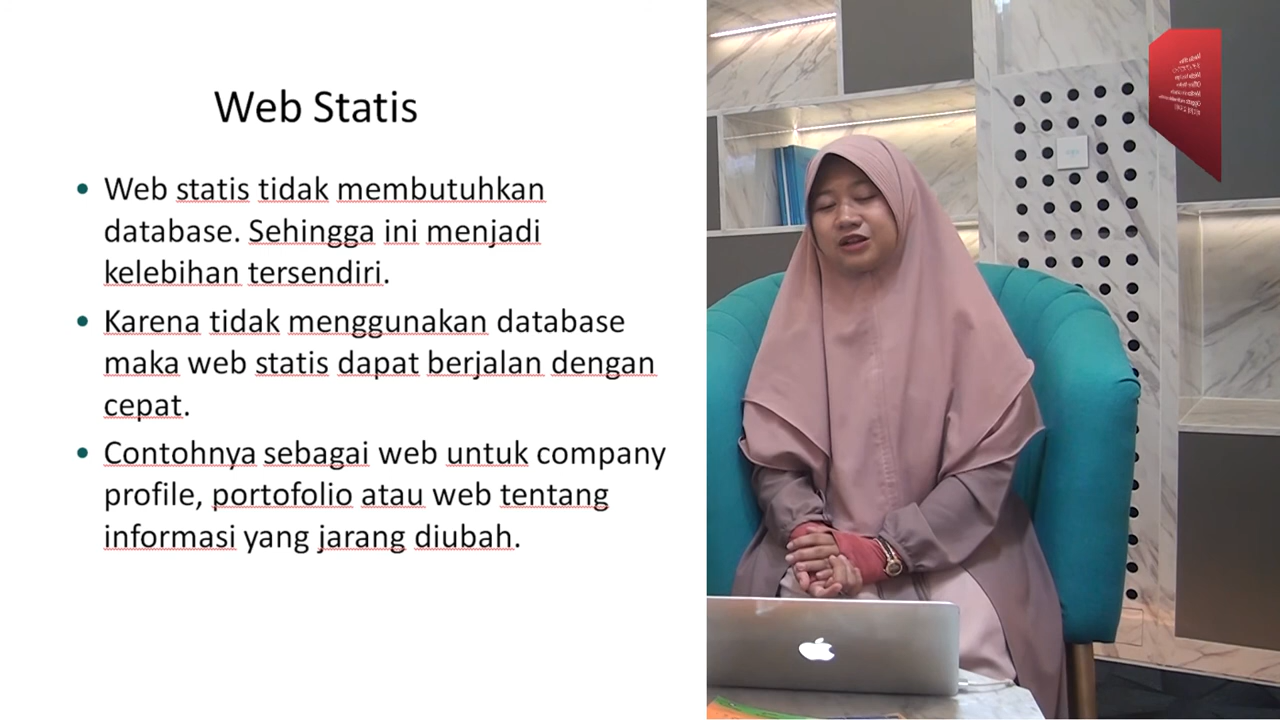 Web Statis
• Web statis tidak membutuhkan
database. Sehingga ini menjadi
kelebihan tersendiri.
• Karena tidak menggunakan database
maka web statis dapat berjalan dengan
cepat.
• Contohnya sebagai web untuk company
profile, portofolio atau web tentang
informasi yang jarang diubah.